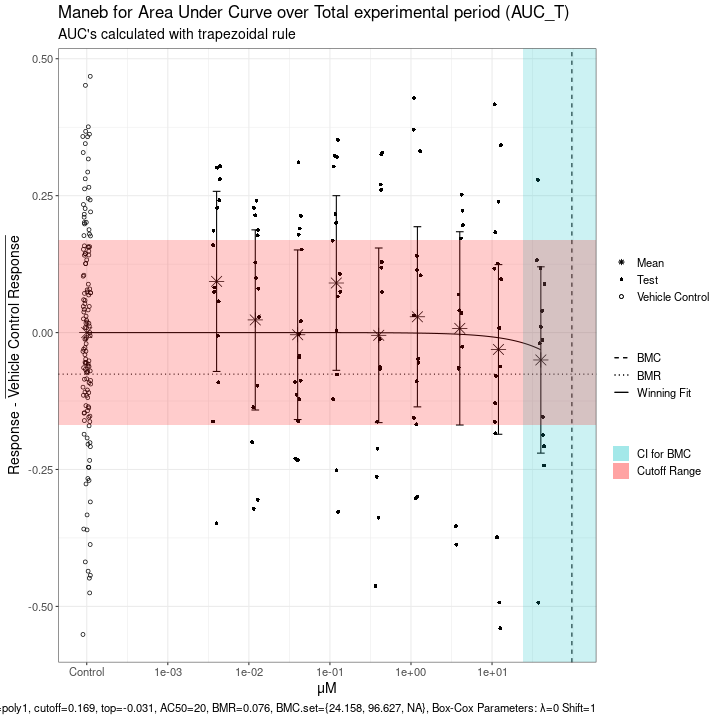 Maneb for Area Under Curve over Total experimental period (AUC_T)
AUC's calculated with trapezoidal rule
Response - Vehicle Control Response
0.50
0.25
0.00
-0.25
-0.50
Control
1e-03
1e-02
1e-01
1e+00
1e+01
μM
Mean
Test
Vehicle Control
BMC
BMR
Winning Fit
CI for BMC
Cutoff Range
=poly1, cutoff=0.169, top=-0.031, AC50=20, BMR=0.076, BMC.set={24.158, 96.627, NA}, Box-Cox Parameters: λ=0 Shift=1